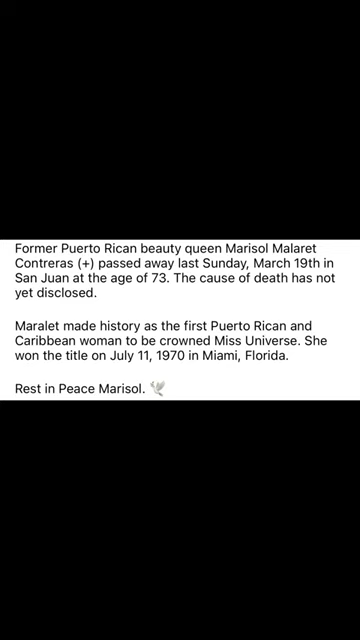 Former Puerto Rican beauty queen Marisol Malaret
Contreras (+) passed away last Sunday, March 19th in
San Juan at the age of 73. The cause of death has not
yet disclosed.
Maralet made history as the first Puerto Rican and
Caribbean woman to be crowned Miss Universe. She
won the title on July 11, 1970 in Miami, Florida.
Rest in Peace Marisol. 🕊️